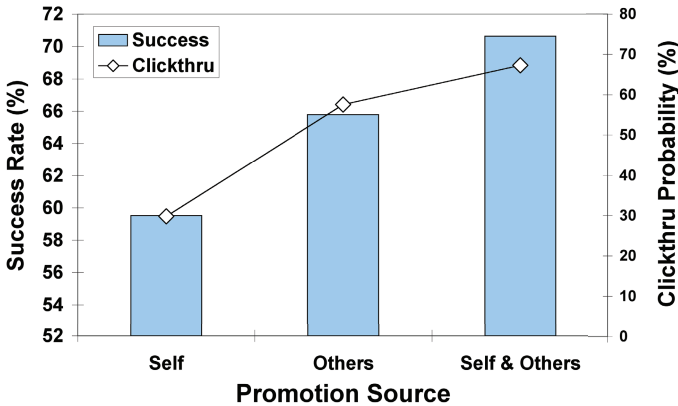 Success Rate (%)
72
70
68
66
64
62
60
58
56
54
52
Success
Clickthru
80
70
60
50
40
30
20
10
0
Clickthru Probability (%)
Self
Others
Self & Others
Promotion Source